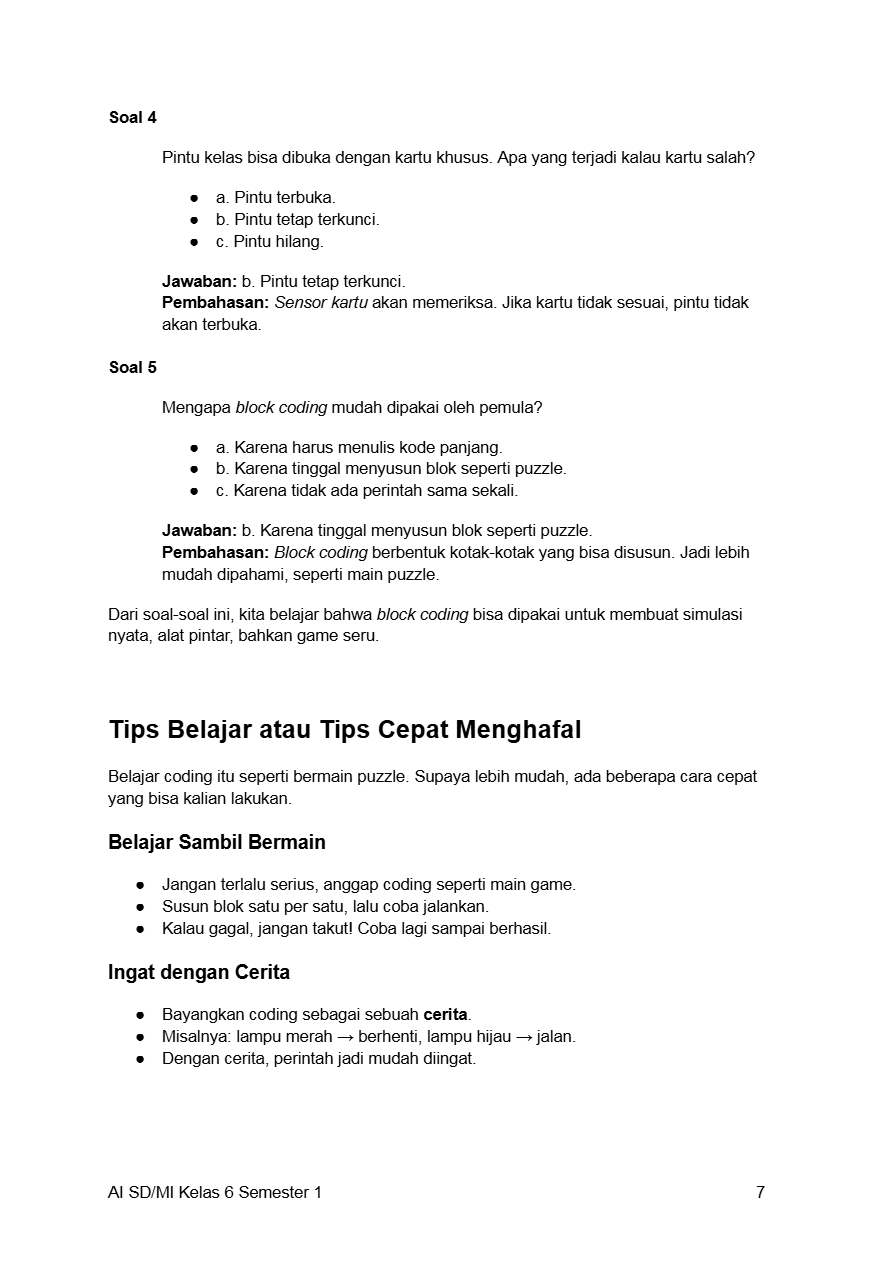 Soal 4
Pintu kelas bisa dibuka dengan kartu khusus. Apa yang terjadi kalau kartu salah?
● a. Pintu terbuka.
● b. Pintu tetap terkunci.
● c. Pintu hilang.
Jawaban: b. Pintu tetap terkunci.
Pembahasan: Sensor kartu akan memeriksa. Jika kartu tidak sesuai, pintu tidak
akan terbuka.
Soal 5
Mengapa block coding mudah dipakai oleh pemula?
● a. Karena harus menulis kode panjang.
● b. Karena tinggal menyusun blok seperti puzzle.
● c. Karena tidak ada perintah sama sekali.
Jawaban: b. Karena tinggal menyusun blok seperti puzzle.
Pembahasan: Block coding berbentuk kotak-kotak yang bisa disusun. Jadi lebih
mudah dipahami, seperti main puzzle.
Dari soal-soal ini, kita belajar bahwa block coding bisa dipakai untuk membuat simulasi
nyata, alat pintar, bahkan game seru.
Tips Belajar atau Tips Cepat Menghafal
Belajar coding itu seperti bermain puzzle. Supaya lebih mudah, ada beberapa cara cepat
yang bisa kalian lakukan.
Belajar Sambil Bermain
● Jangan terlalu serius, anggap coding seperti main game.
● Susun blok satu per satu, lalu coba jalankan.
● Kalau gagal, jangan takut! Coba lagi sampai berhasil.
Ingat dengan Cerita
● Bayangkan coding sebagai sebuah cerita.
● Misalnya: lampu merah → berhenti, lampu hijau → jalan.
● Dengan cerita, perintah jadi mudah diingat.
AI SD/MI Kelas 6 Semester 1 7